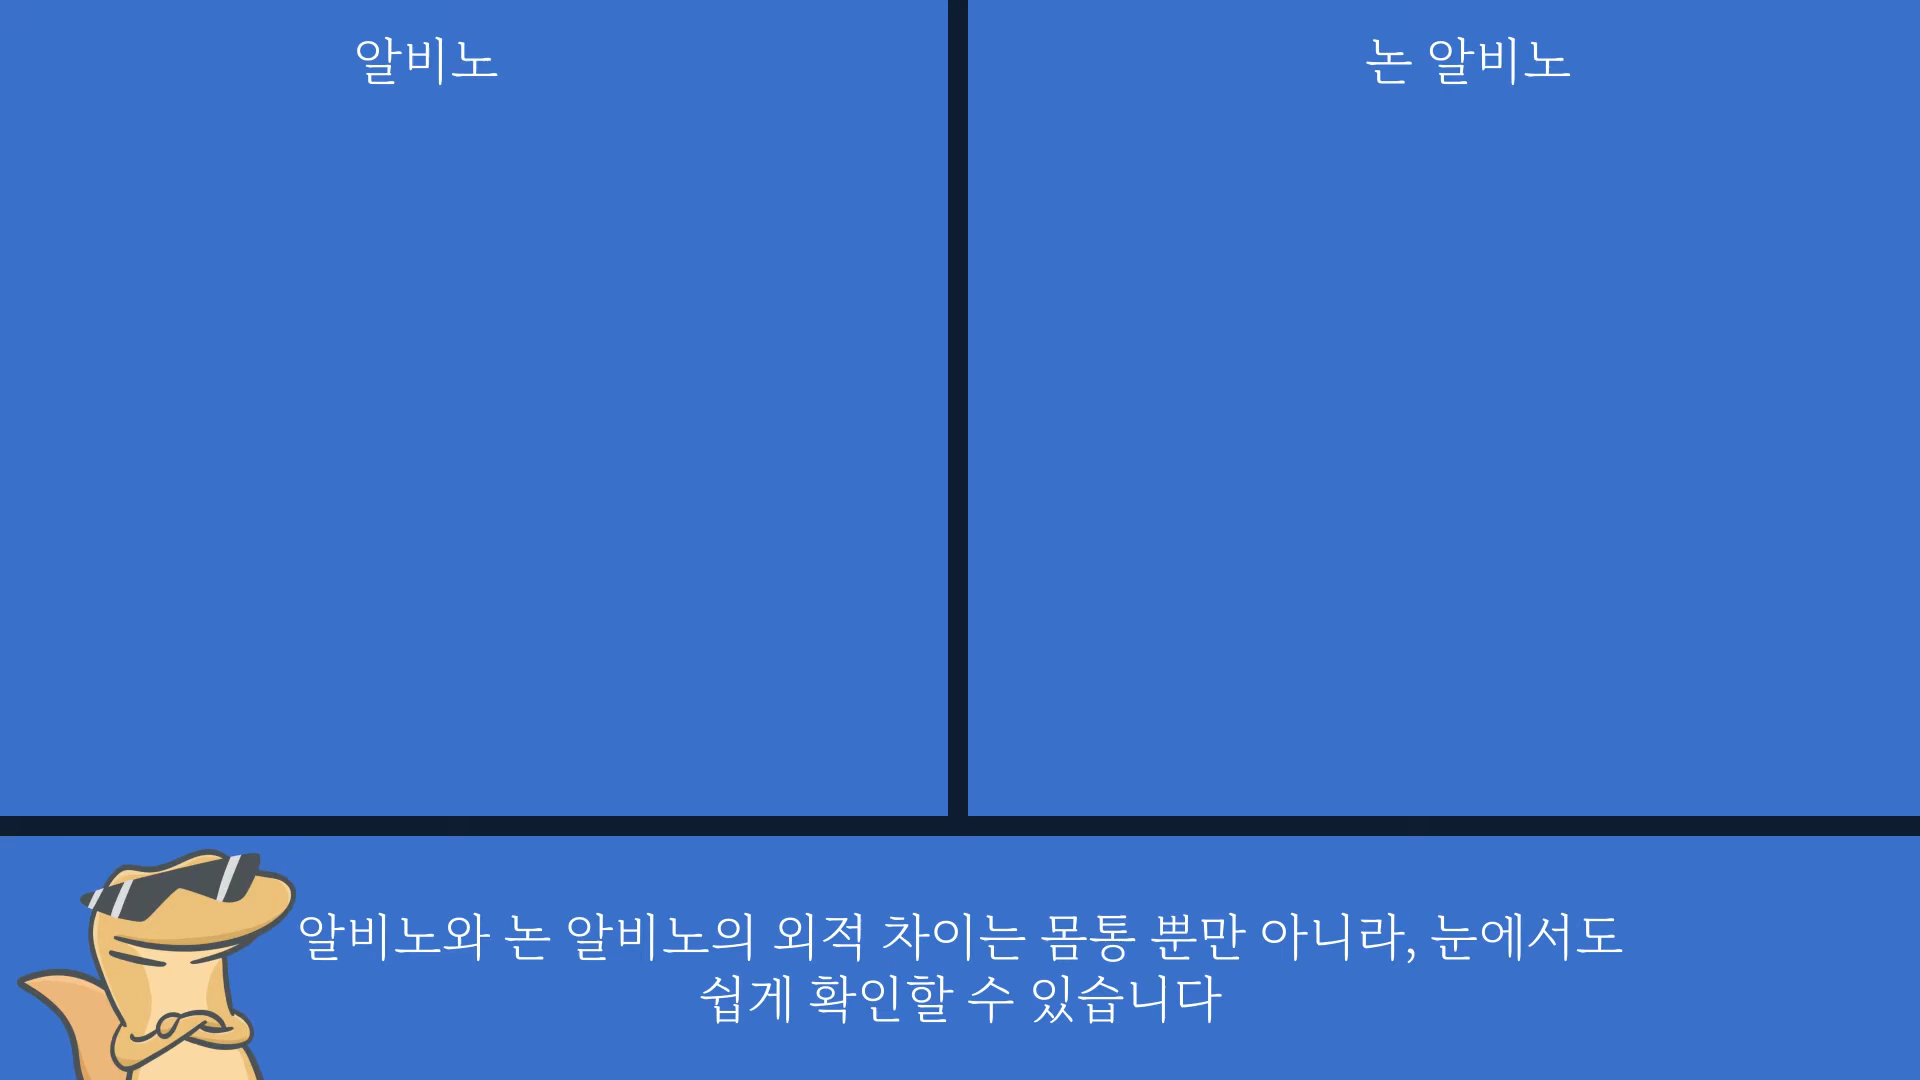 알비노
논 알비노
알비노와 논 알비노의 외적 차이는 몸통 뿐만 아니라, 눈에서도
쉽게 확인할 수 있습니다